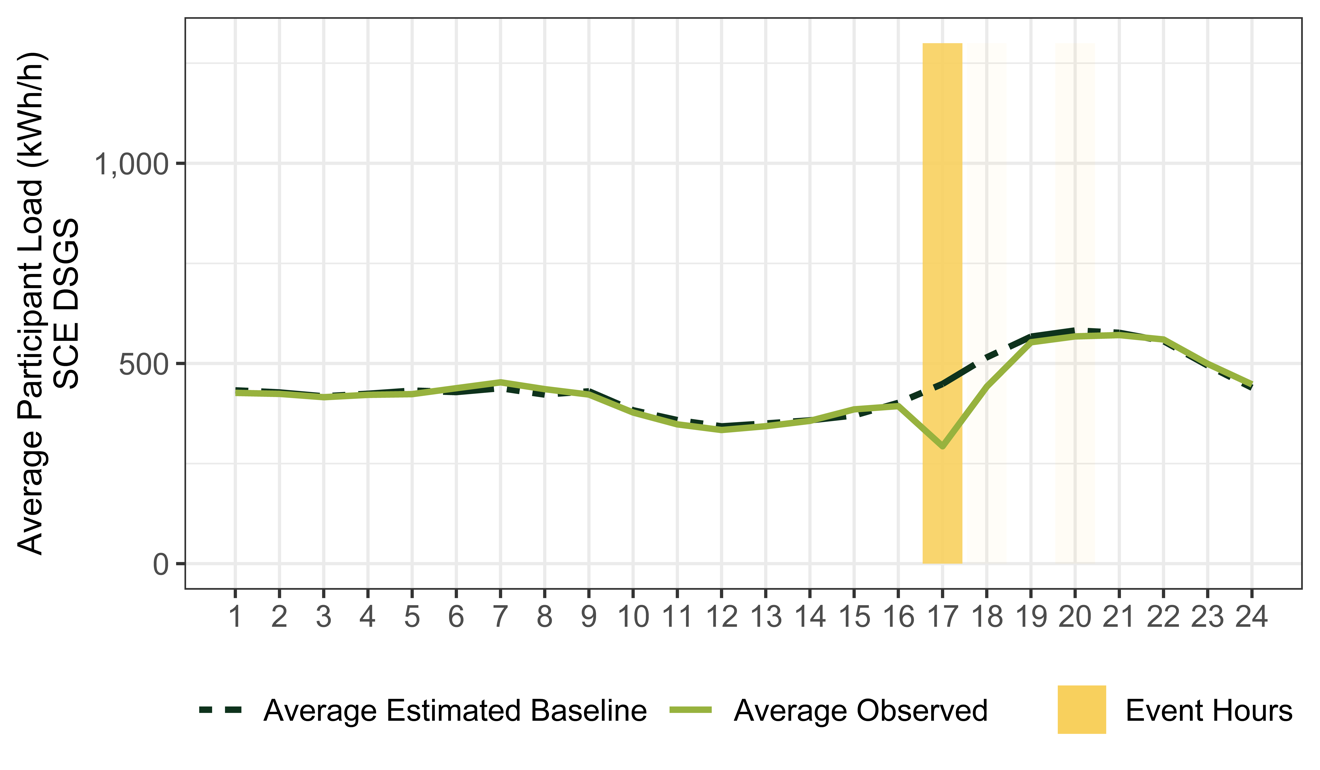 Average Participant Load (kWh/h)
SCE DSGS
1,000
500
0
1 2 3 4 5 6 7 8 9 10 11 12 13 14 15 16 17 18 19 20 21 22 23 24
Average Estimated Baseline Average Observed Event Hours